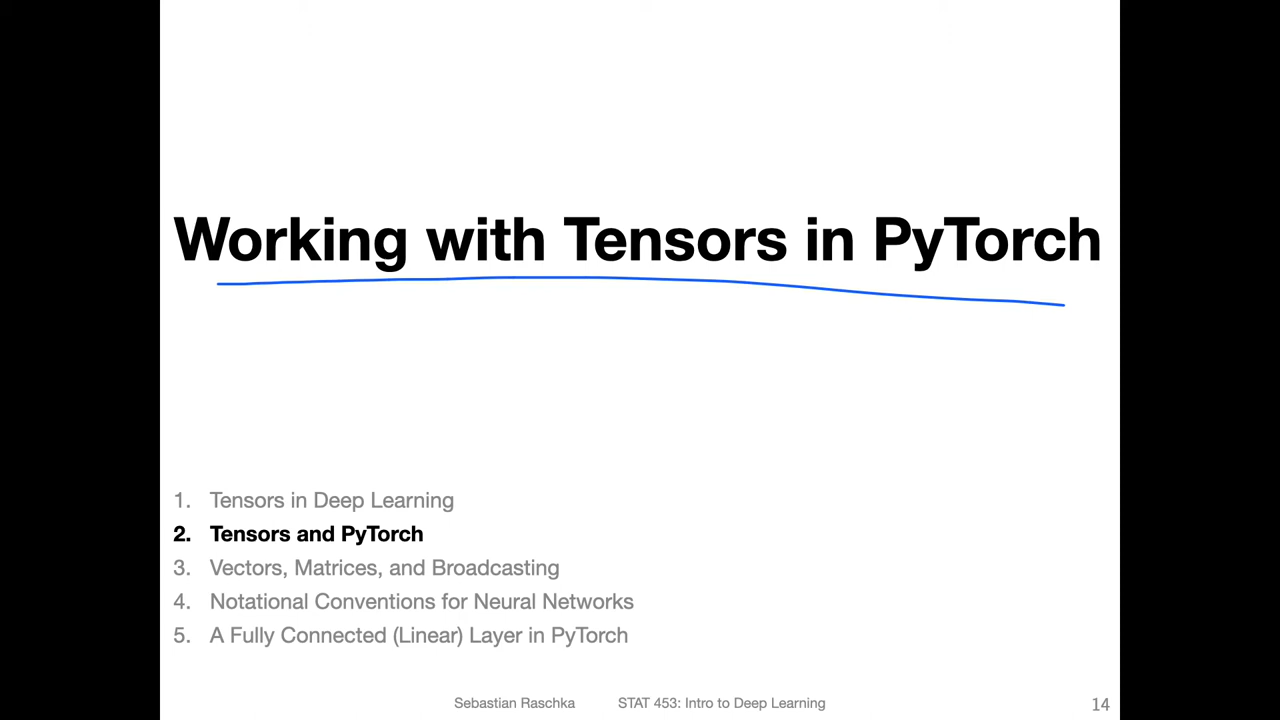 Working with Tensors in PyTorch
1. Tensors in Deep Learning
2. Tensors and PyTorch
3. Vectors, Matrices, and Broadcasting
4. Notational Conventions for Neural Networks
5. A Fully Connected (Linear) Layer in PyTorch
Sebastian Raschka STAT 453: Intro to Deep Learning 14